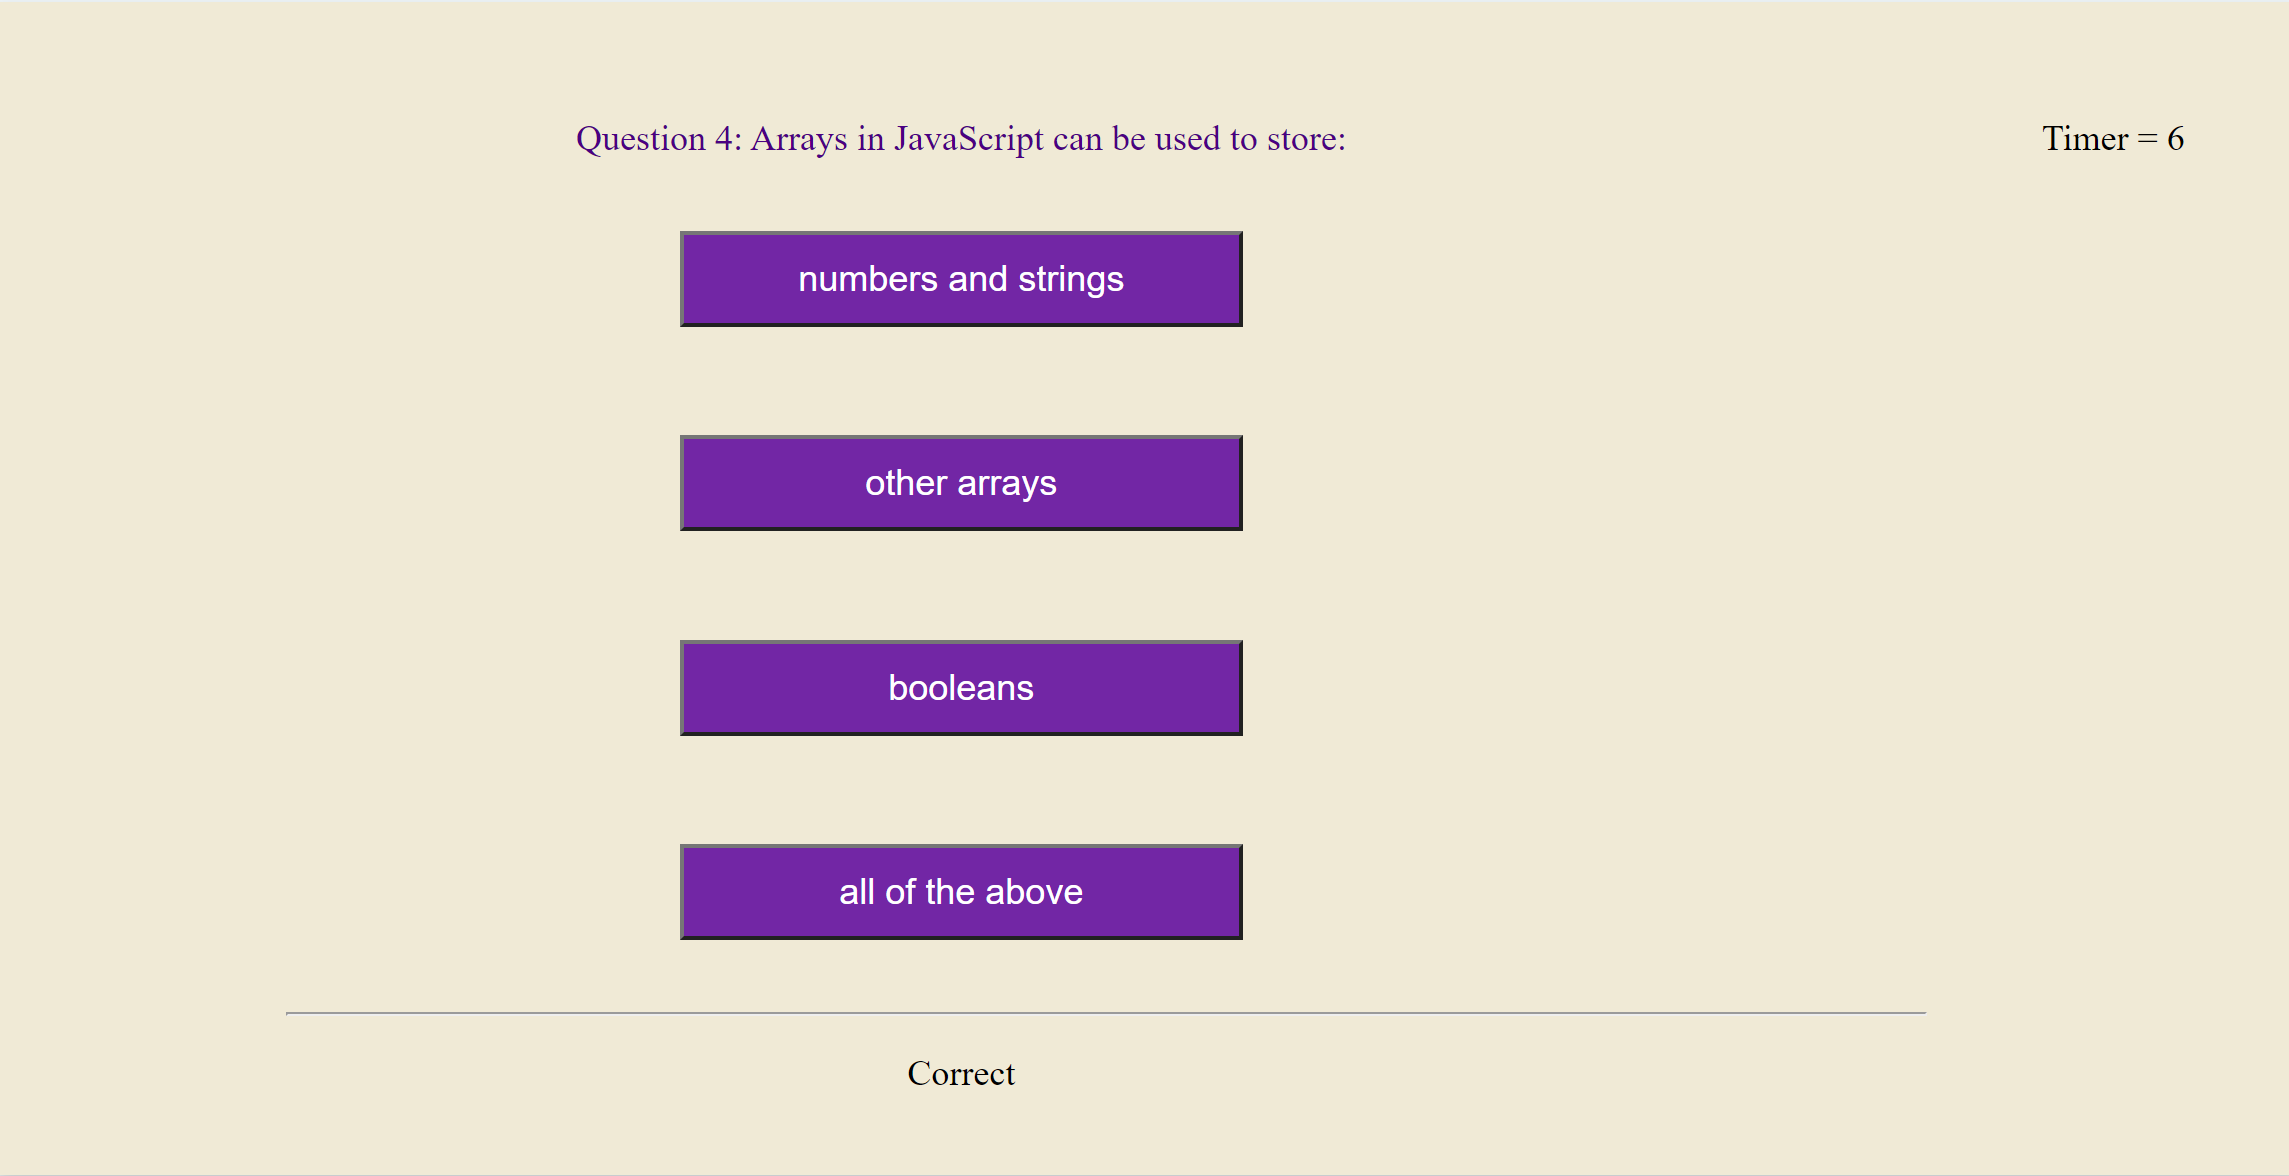 Question 4: Arrays in JavaScript can be used to store:
Timer = 6
numbers and strings
other arrays
booleans
all of the above
Correct